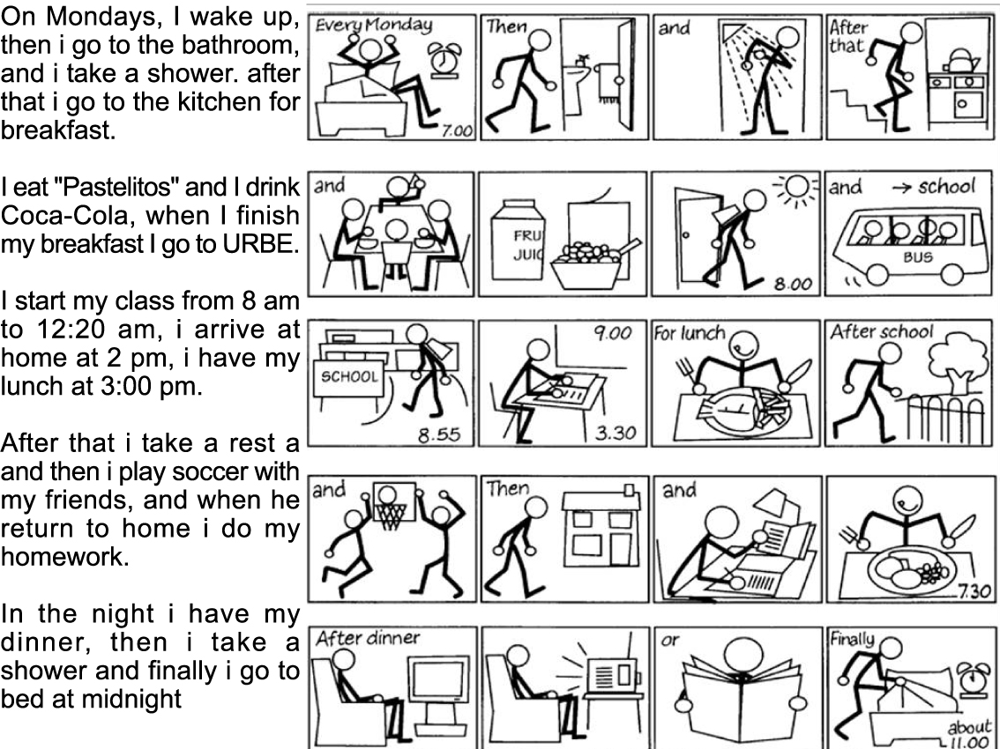 On Mondays, I wake up,
then i go to the bathroom,
and i take a shower. after
that i go to the kitchen for
breakfast.
I eat "Pastelitos" and I drink
Coca-Cola, when I finish
my breakfast I go to URBE.
I start my class from 8 am
to 12:20 am, i arrive at
home at 2 pm, i have my
lunch at 3:00 pm.
After that i take a rest a
and then i play soccer with
my friends, and when he
return to home i do my
homework.
In the night i have my
dinner, then i take a
shower and finally i go to
bed at midnight
Every Monday
7.00
Then
and
After
that
and
FRU
JUIC
8.00
and → school
BUS
SCHOOL
8.55
9.00
3.30
For lunch
After school
and
Then
and
7.30
After dinner
or
Finally
about
11.00